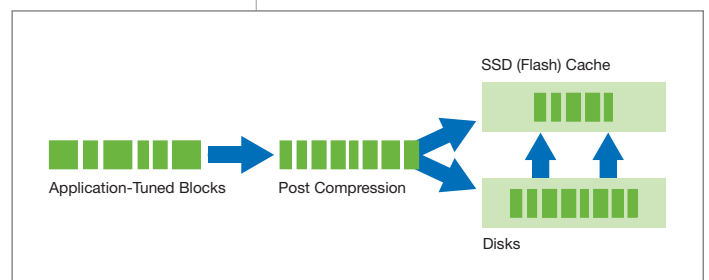 SSD (Flash) Cache
Application-Tuned Blocks
Post Compression
Disks